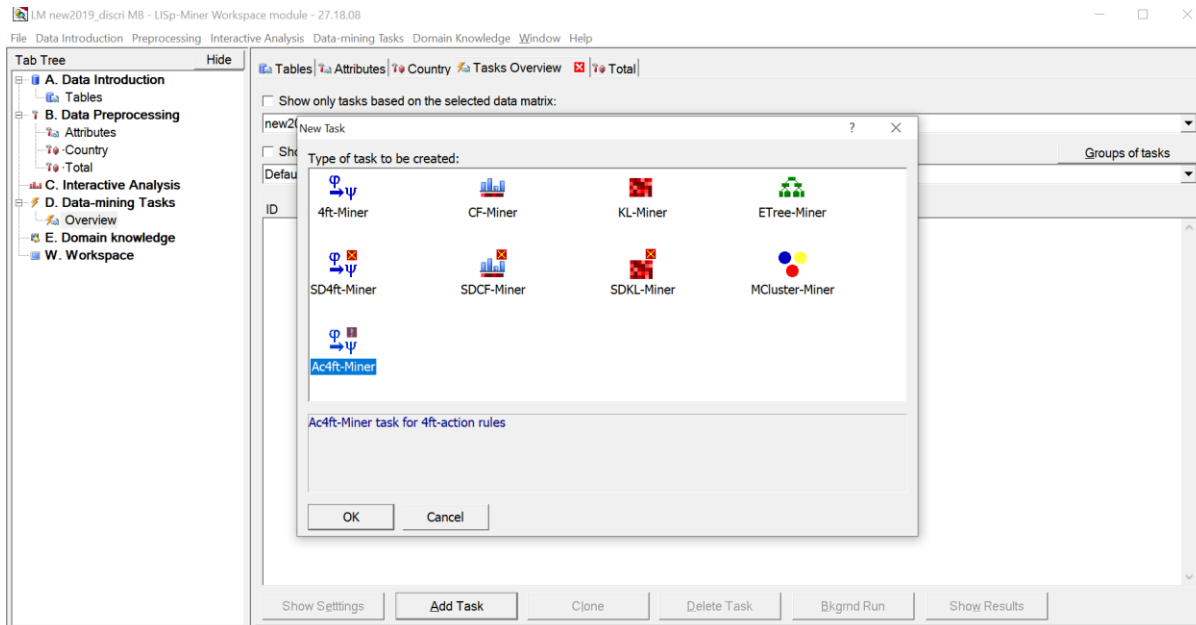 LM new2019_discri MB - LISp-Miner Workspace module - 27.18.08
File Data Introduction Preprocessing Interactive Analysis Data-mining Tasks Domain Knowledge Window Help
Tab Tree Hide
A. Data Introduction
Tables
B. Data Preprocessing
Attributes
·Country
·Total
C. Interactive Analysis
D. Data-mining Tasks
Overview
E. Domain knowledge
W. Workspace
Tables Attributes Country Tasks Overview Total
Show only tasks based on the selected data matrix:
new20
New Task ?
Sho
Groups of tasks
Defau
ID
Type of task to be created:
4ft-Miner CF-Miner KL-Miner ETree-Miner
SD4ft-Miner SDCF-Miner SDKL-Miner MCluster-Miner
Ac4ft-Miner
Ac4ft-Miner task for 4ft-action rules
OK Cancel
Show Setttings Add Task Clone Delete Task Bkgrnd Run Show Results